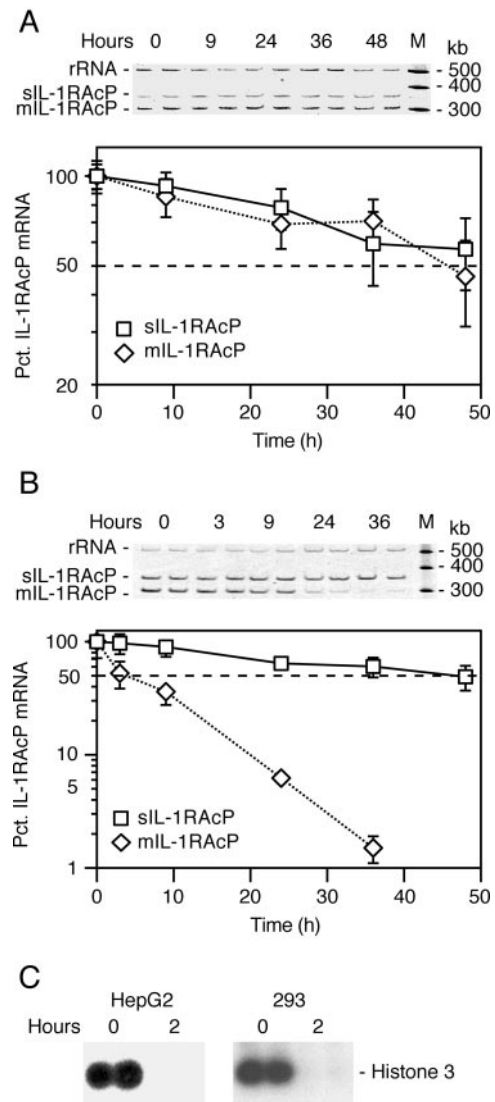 A
Hours 0 9 24 36 48 M kb
rRNA - - 500
- 400
sIL-1RAcP -
mIL-1RAcP - - 300
Pct. IL-1RAcP mRNA
100
50
20
sIL-1RAcP
mIL-1RAcP
0 10 20 30 40 50
Time (h)
B
Hours 0 3 9 24 36 M kb
rRNA - - 500
- 400
sIL-1RAcP -
mIL-1RAcP - - 300
Pct. IL-1RAcP mRNA
100
50
10
5
1
sIL-1RAcP
mIL-1RAcP
0 10 20 30 40 50
Time (h)
C
HepG2 293
Hours 0 2 0 2
- Histone 3